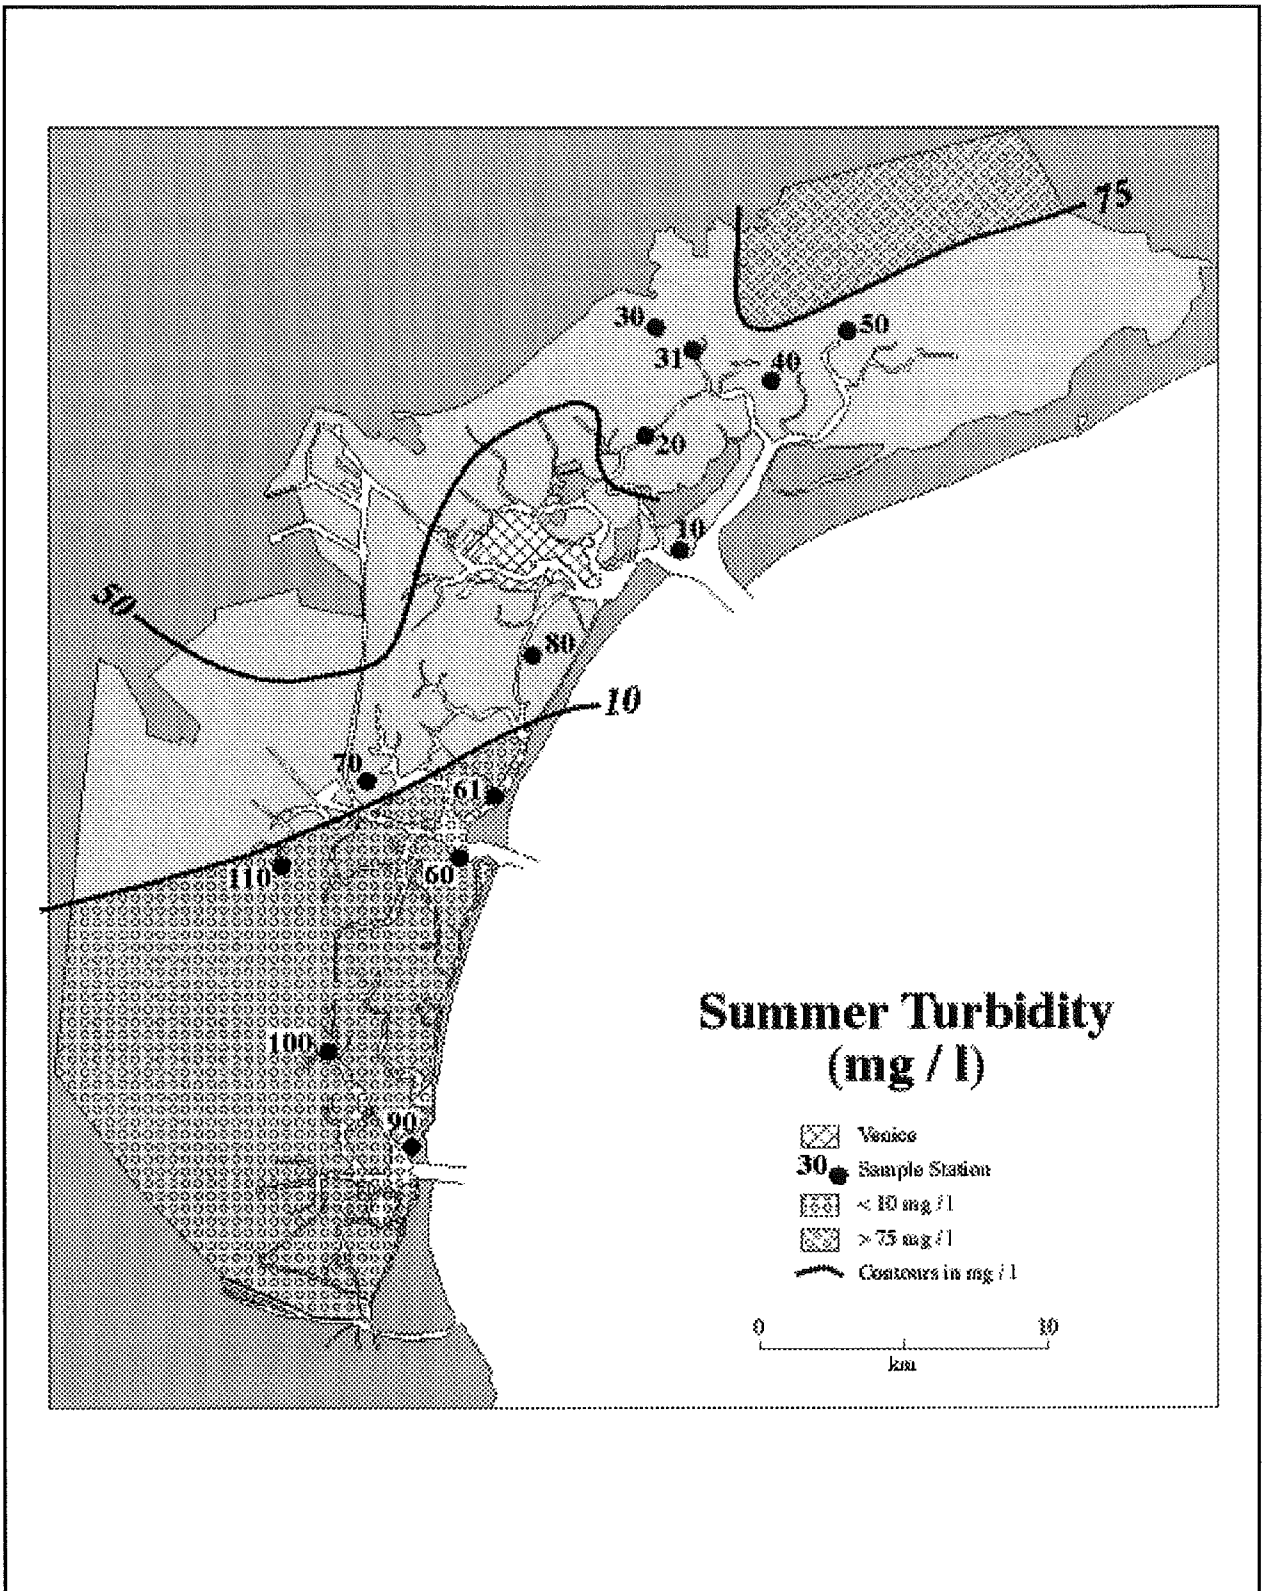 75
30
50
31
40
20
10
50
80
10
70
61
110
60
100
90
Summer Turbidity
(mg / l)
Venice
30 Sample Station
< 10 mg / l
> 75 mg / l
Contours in mg / l
0 10
km